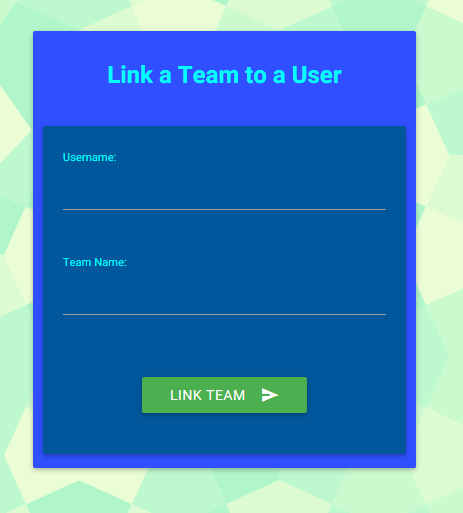 Link a Team to a User
Username:
Team Name:
LINK TEAM